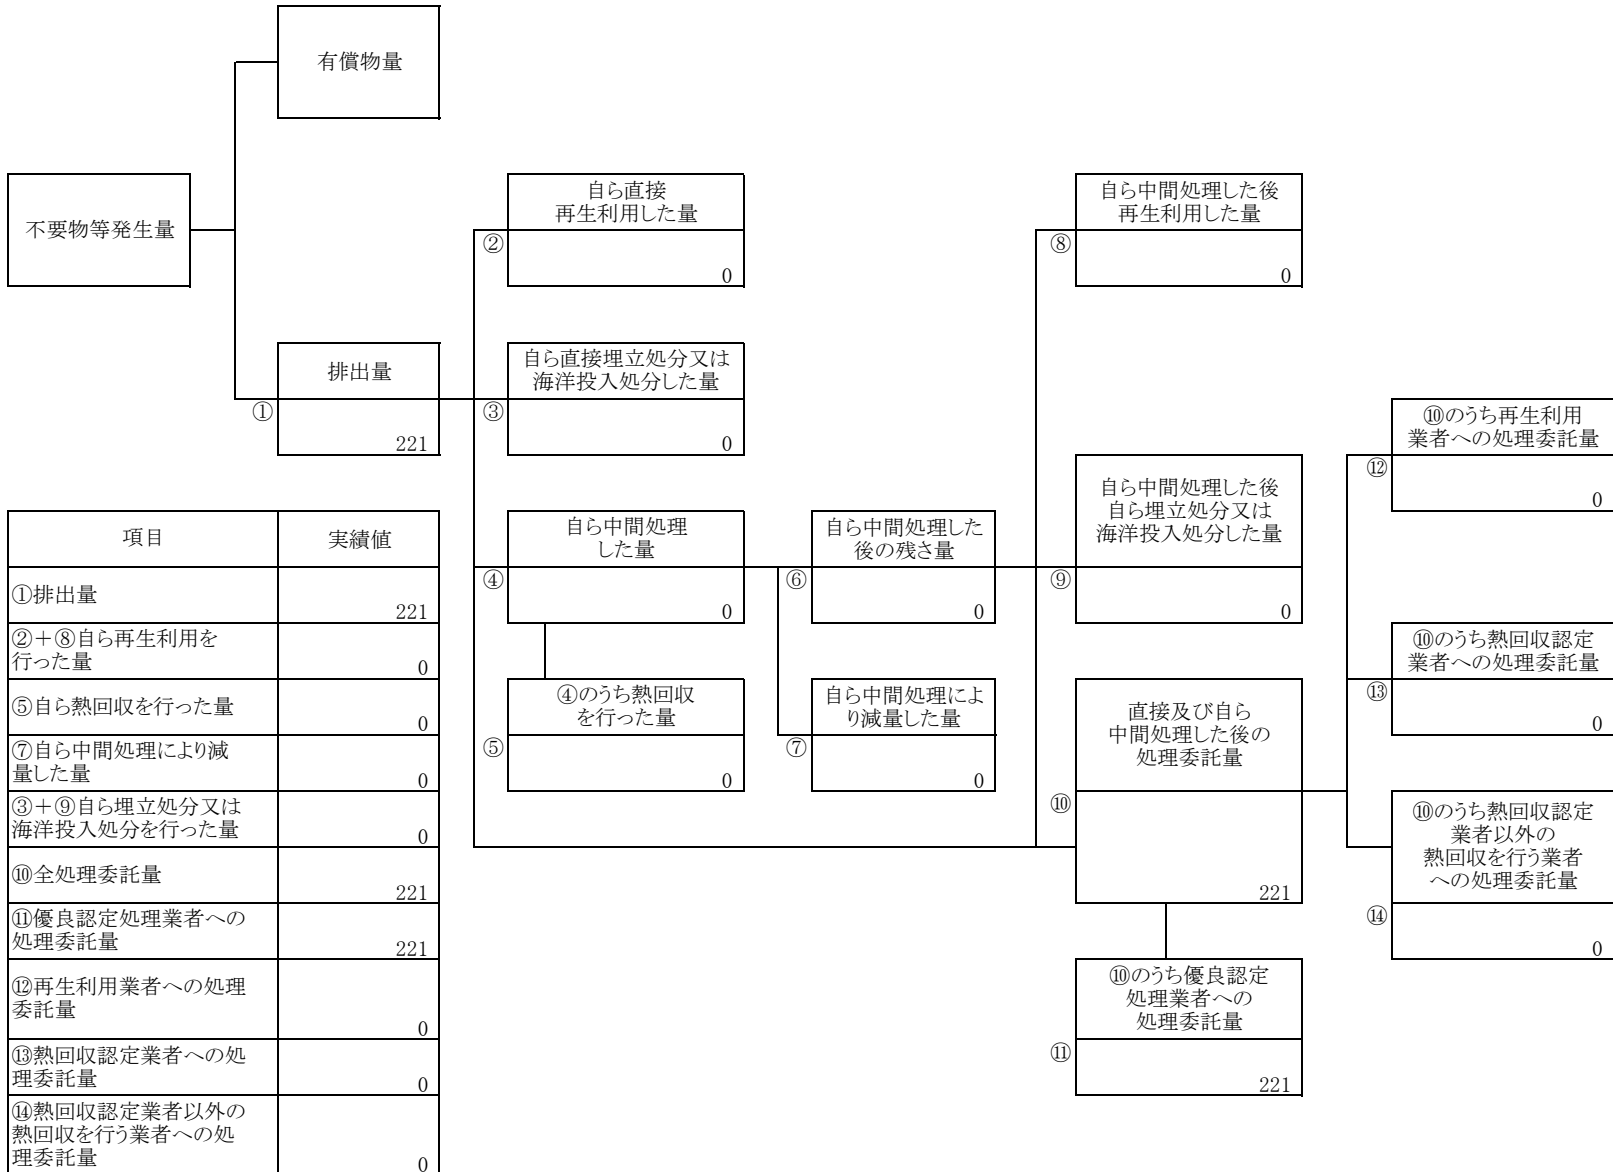 有償物量
不要物等発生量
自ら直接
再生利用した量
②
0
自ら中間処理した後
再生利用した量
⑧
0
排出量
①
221
自ら直接埋立処分又は
海洋投入処分した量
③
0
⑩のうち再生利用
業者への処理委託量
⑫
0
自ら中間処理した後
自ら埋立処分又は
海洋投入処分した量
⑨
0
自ら中間処理
した量
④
0
自ら中間処理した
後の残さ量
⑥
0
④のうち熱回収
を行った量
⑤
0
自ら中間処理によ
り減量した量
⑦
0
直接及び自ら
中間処理した後の
処理委託量
⑩
221
⑩のうち熱回収認定
業者への処理委託量
⑬
0
⑩のうち熱回収認定
業者以外の
熱回収を行う業者
への処理委託量
⑭
0
⑩のうち優良認定
処理業者への
処理委託量
⑪
221
項目 実績値
①排出量
221
②+⑧自ら再生利用を
行った量
0
⑤自ら熱回収を行った量
0
⑦自ら中間処理により減
量した量
0
③+⑨自ら埋立処分又は
海洋投入処分を行った量
0
⑩全処理委託量
221
⑪優良認定処理業者への
処理委託量
221
⑫再生利用業者への処理
委託量
0
⑬熱回収認定業者への処
理委託量
0
⑭熱回収認定業者以外の
熱回収を行う業者への処
理委託量
0